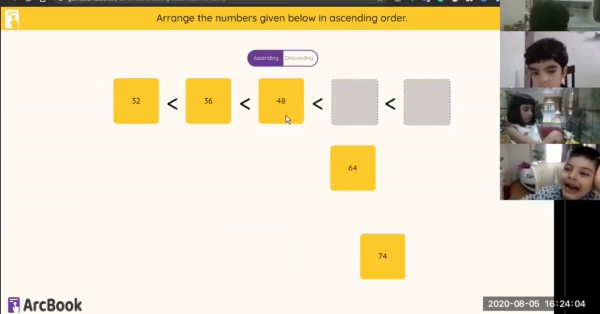 Arrange the numbers given below in ascending order.
Ascending Descending
32 < 36 < 48 < <
64
74
ArcBook
2020-08-05 16:24:04